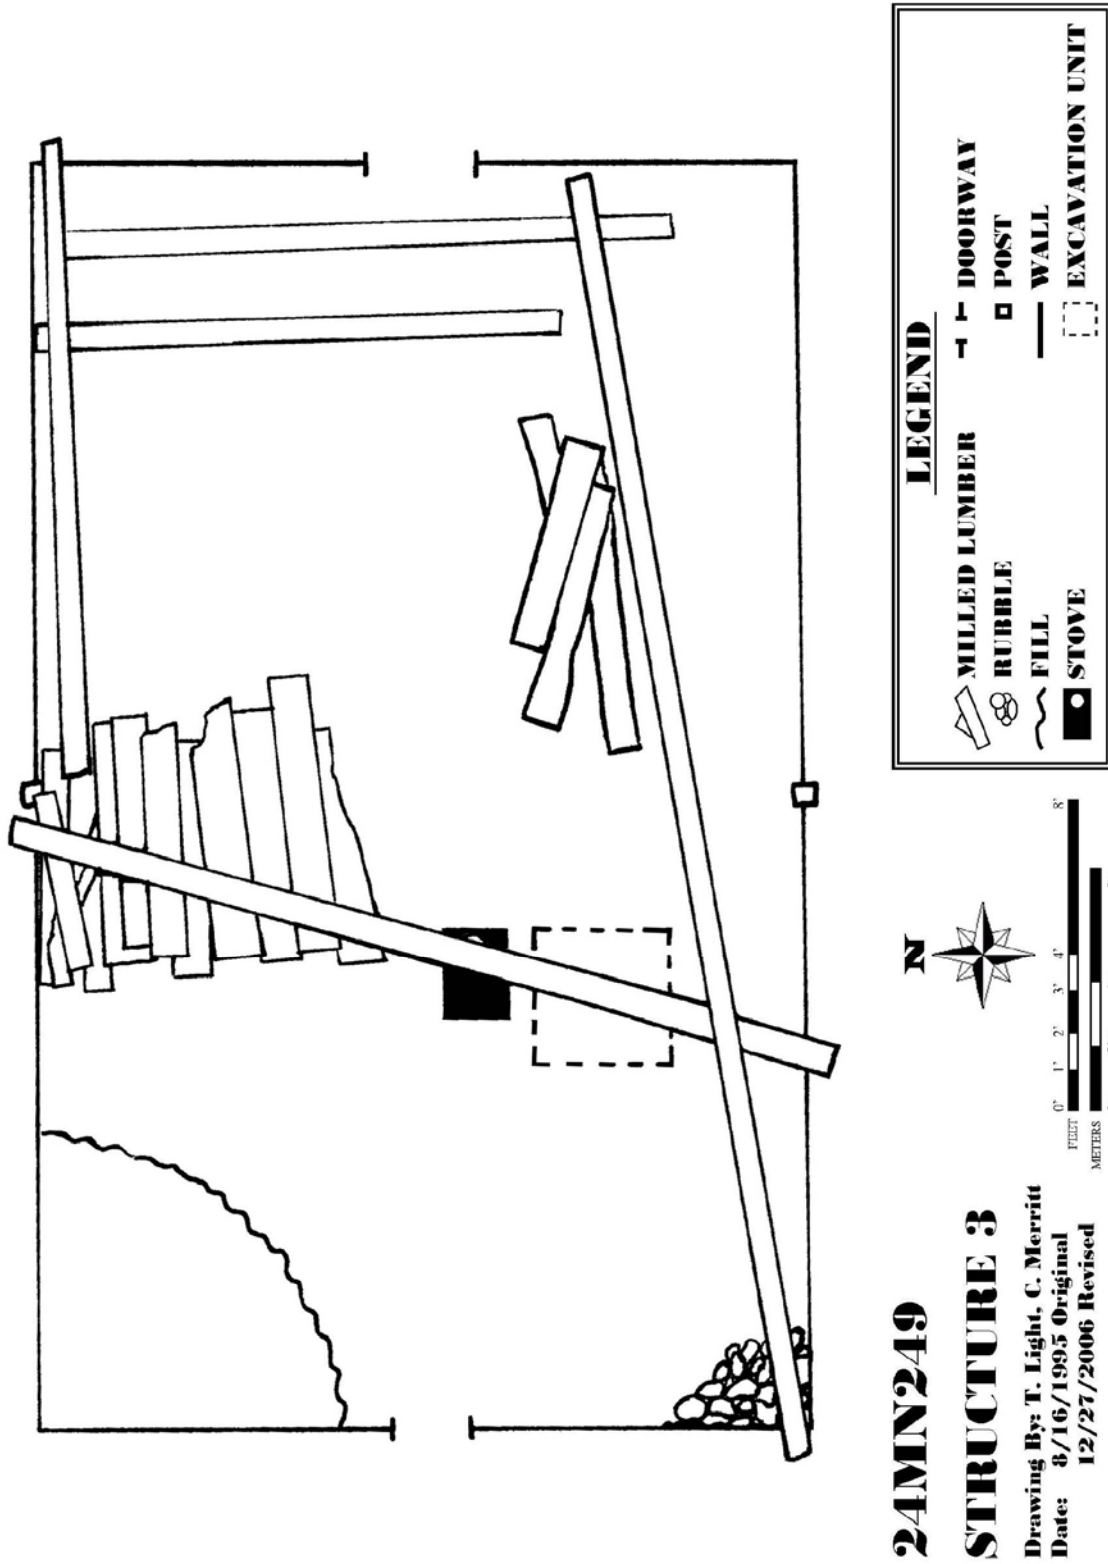 24MN249
STRUCTURE 3
Drawing By: T. Light, C. Merritt
Date: 8/16/1995 Original
12/27/2006 Revised
N
0' 1' 2' 3' 4' 8'
FEET
METERS
LEGEND
MILLED LUMBER
RUBBLE
FILL
STOVE
DOORWAY
POST
WALL
EXCAVATION UNIT